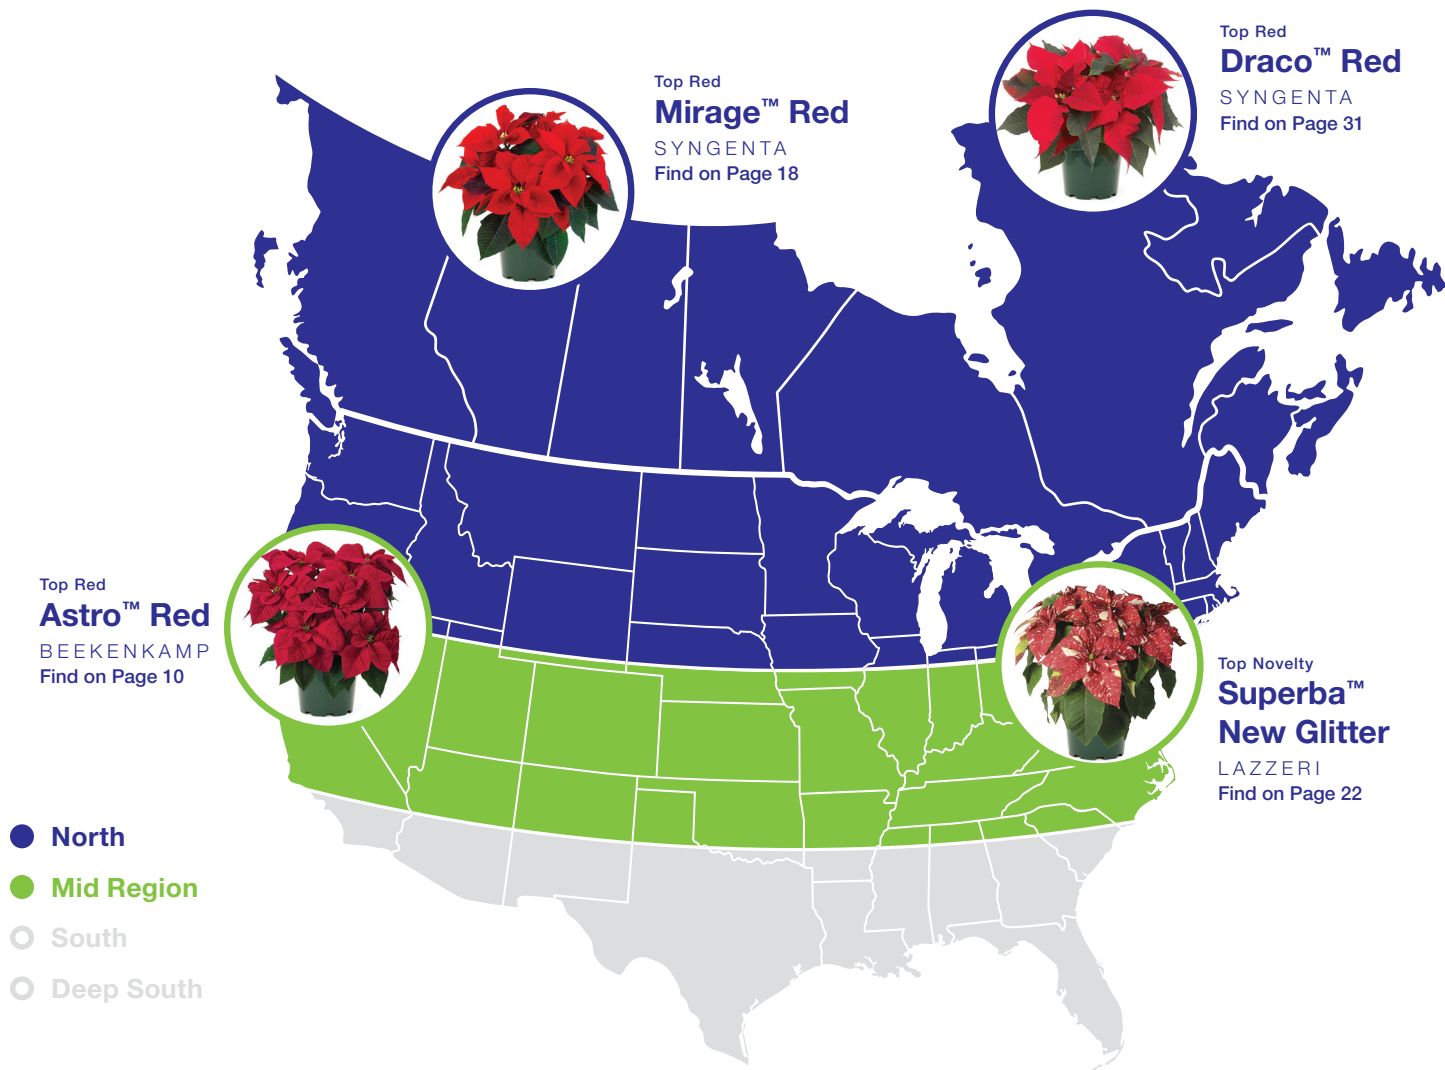 Top Red
Draco™ Red
SYNGENTA
Find on Page 31
Top Red
Mirage™ Red
SYNGENTA
Find on Page 18
Top Red
Astro™ Red
BEEKENKAMP
Find on Page 10
Top Novelty
Superba™
New Glitter
LAZZERI
Find on Page 22
North
Mid Region
South
Deep South